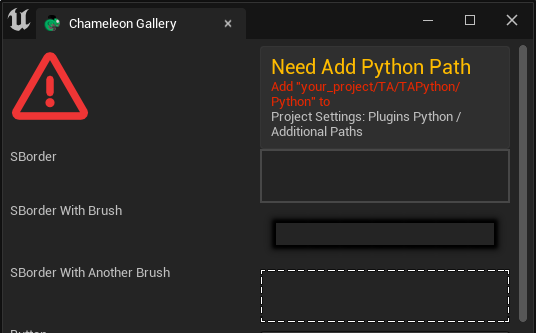 Chameleon Gallery
Need Add Python Path
Add "your_project/TA/TAPython/
Python" to
Project Settings: Plugins Python /
Additional Paths
SBorder
SBorder With Brush
SBorder With Another Brush
Button